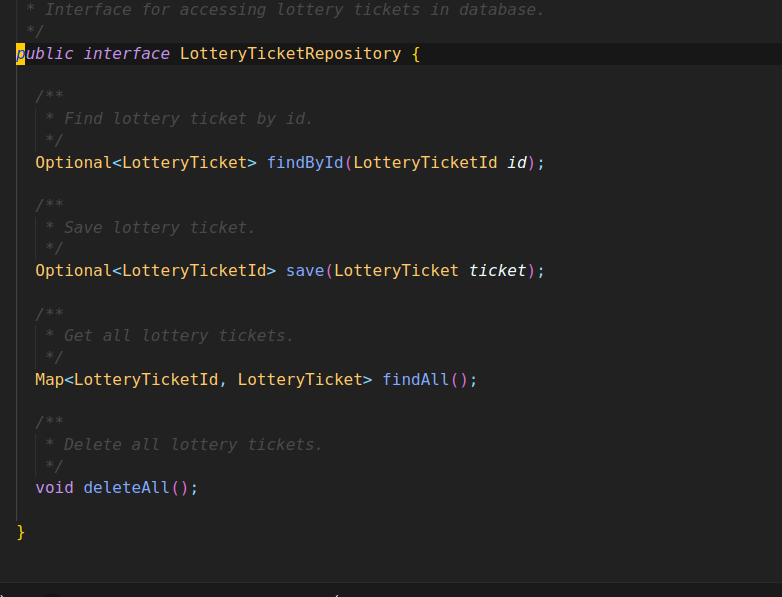 * Interface for accessing lottery tickets in database.
*/
public interface LotteryTicketRepository {
/**
* Find lottery ticket by id.
*/
Optional<LotteryTicket> findById(LotteryTicketId id);
/**
* Save lottery ticket.
*/
Optional<LotteryTicketId> save(LotteryTicket ticket);
/**
* Get all lottery tickets.
*/
Map<LotteryTicketId, LotteryTicket> findAll();
/**
* Delete all lottery tickets.
*/
void deleteAll();
}